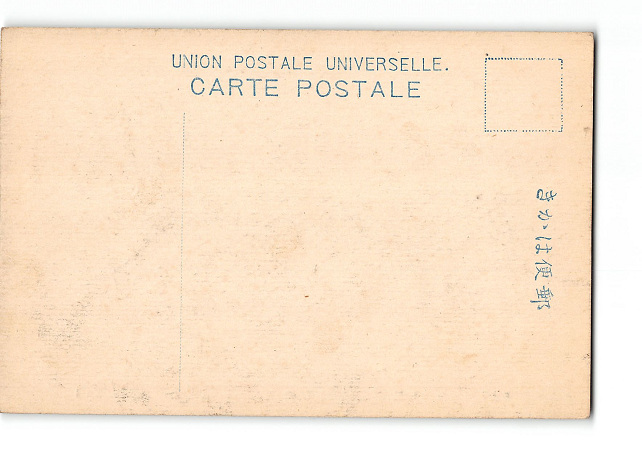 UNION POSTALE UNIVERSELLE.
CARTE POSTALE
きかは便郵